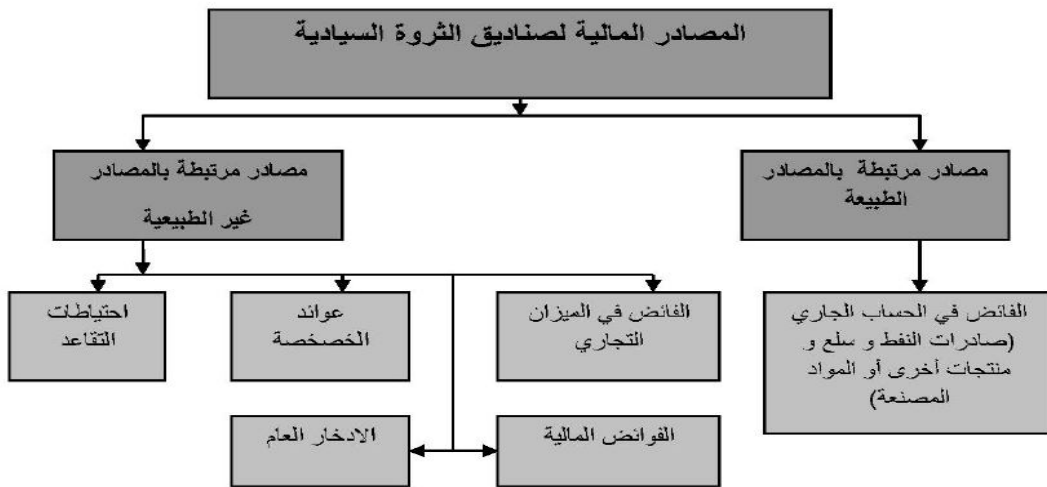 المصادر المالية لصناديق الثروة السيادية
مصادر مرتبطة بالمصادر
الطبيعة
مصادر مرتبطة بالمصادر
غير الطبيعية
الفائض في الحساب الجاري
(صادرات النفط و سلع و
منتجات أخرى أو المواد
المصنعة)
الفائض في الميزان
التجاري
عوائد
الخصخصة
احتياطات
التقاعد
الفوائض المالية
الادخار العام